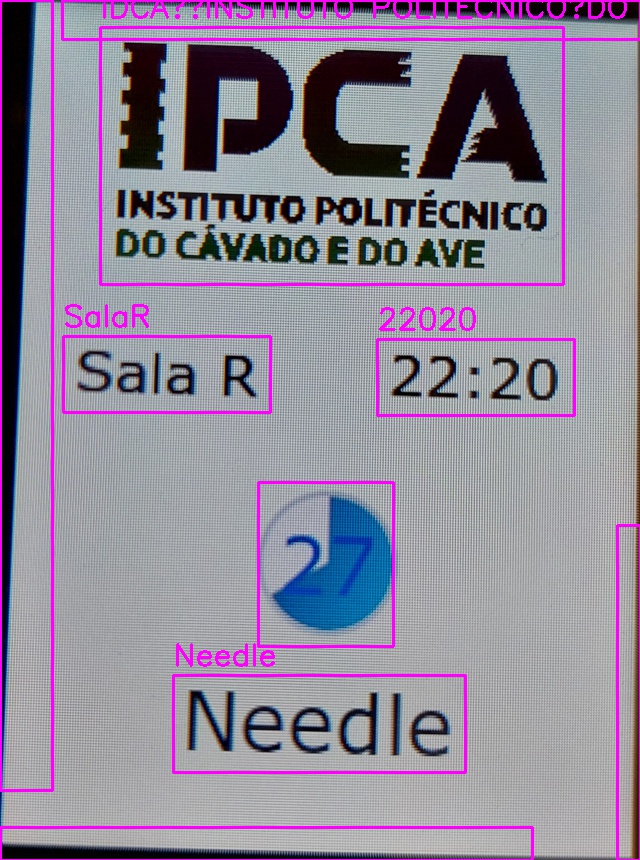 IDCA??INSTITUTO POLITECNICO?DO
IPCA
INSTITUTO POLITÉCNICO
DO CÁVADO E DO AVE
SalaR
22020
Sala R
22:20
27
Needle
Needle